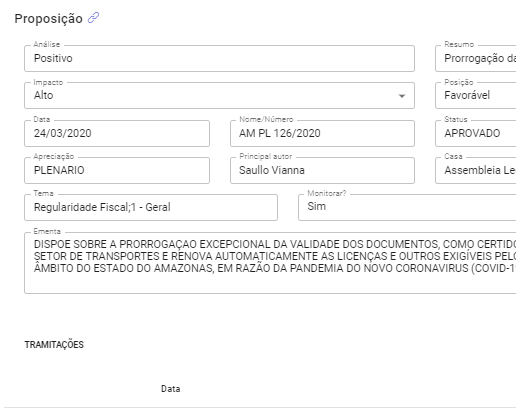 Proposição
Análise
Positivo
Resumo
Prorrogação da
Impacto
Alto
Posição
Favorável
Data
24/03/2020
Nome/Número
AM PL 126/2020
Status
APROVADO
Apreciação
PLENARIO
Principal autor
Saullo Vianna
Casa
Assembleia Le
Tema
Regularidade Fiscal;1 - Geral
Monitorar?
Sim
Ementa
DISPOE SOBRE A PRORROGAÇAO EXCEPCIONAL DA VALIDADE DOS DOCUMENTOS, COMO CERTID
SETOR DE TRANSPORTES E RENOVA AUTOMATICAMENTE AS LICENÇAS E OUTROS EXIGÍVEIS PEL
ÂMBITO DO ESTADO DO AMAZONAS, EM RAZÃO DA PANDEMIA DO NOVO CORONAVIRUS (COVID-1
TRAMITAÇÕES
Data